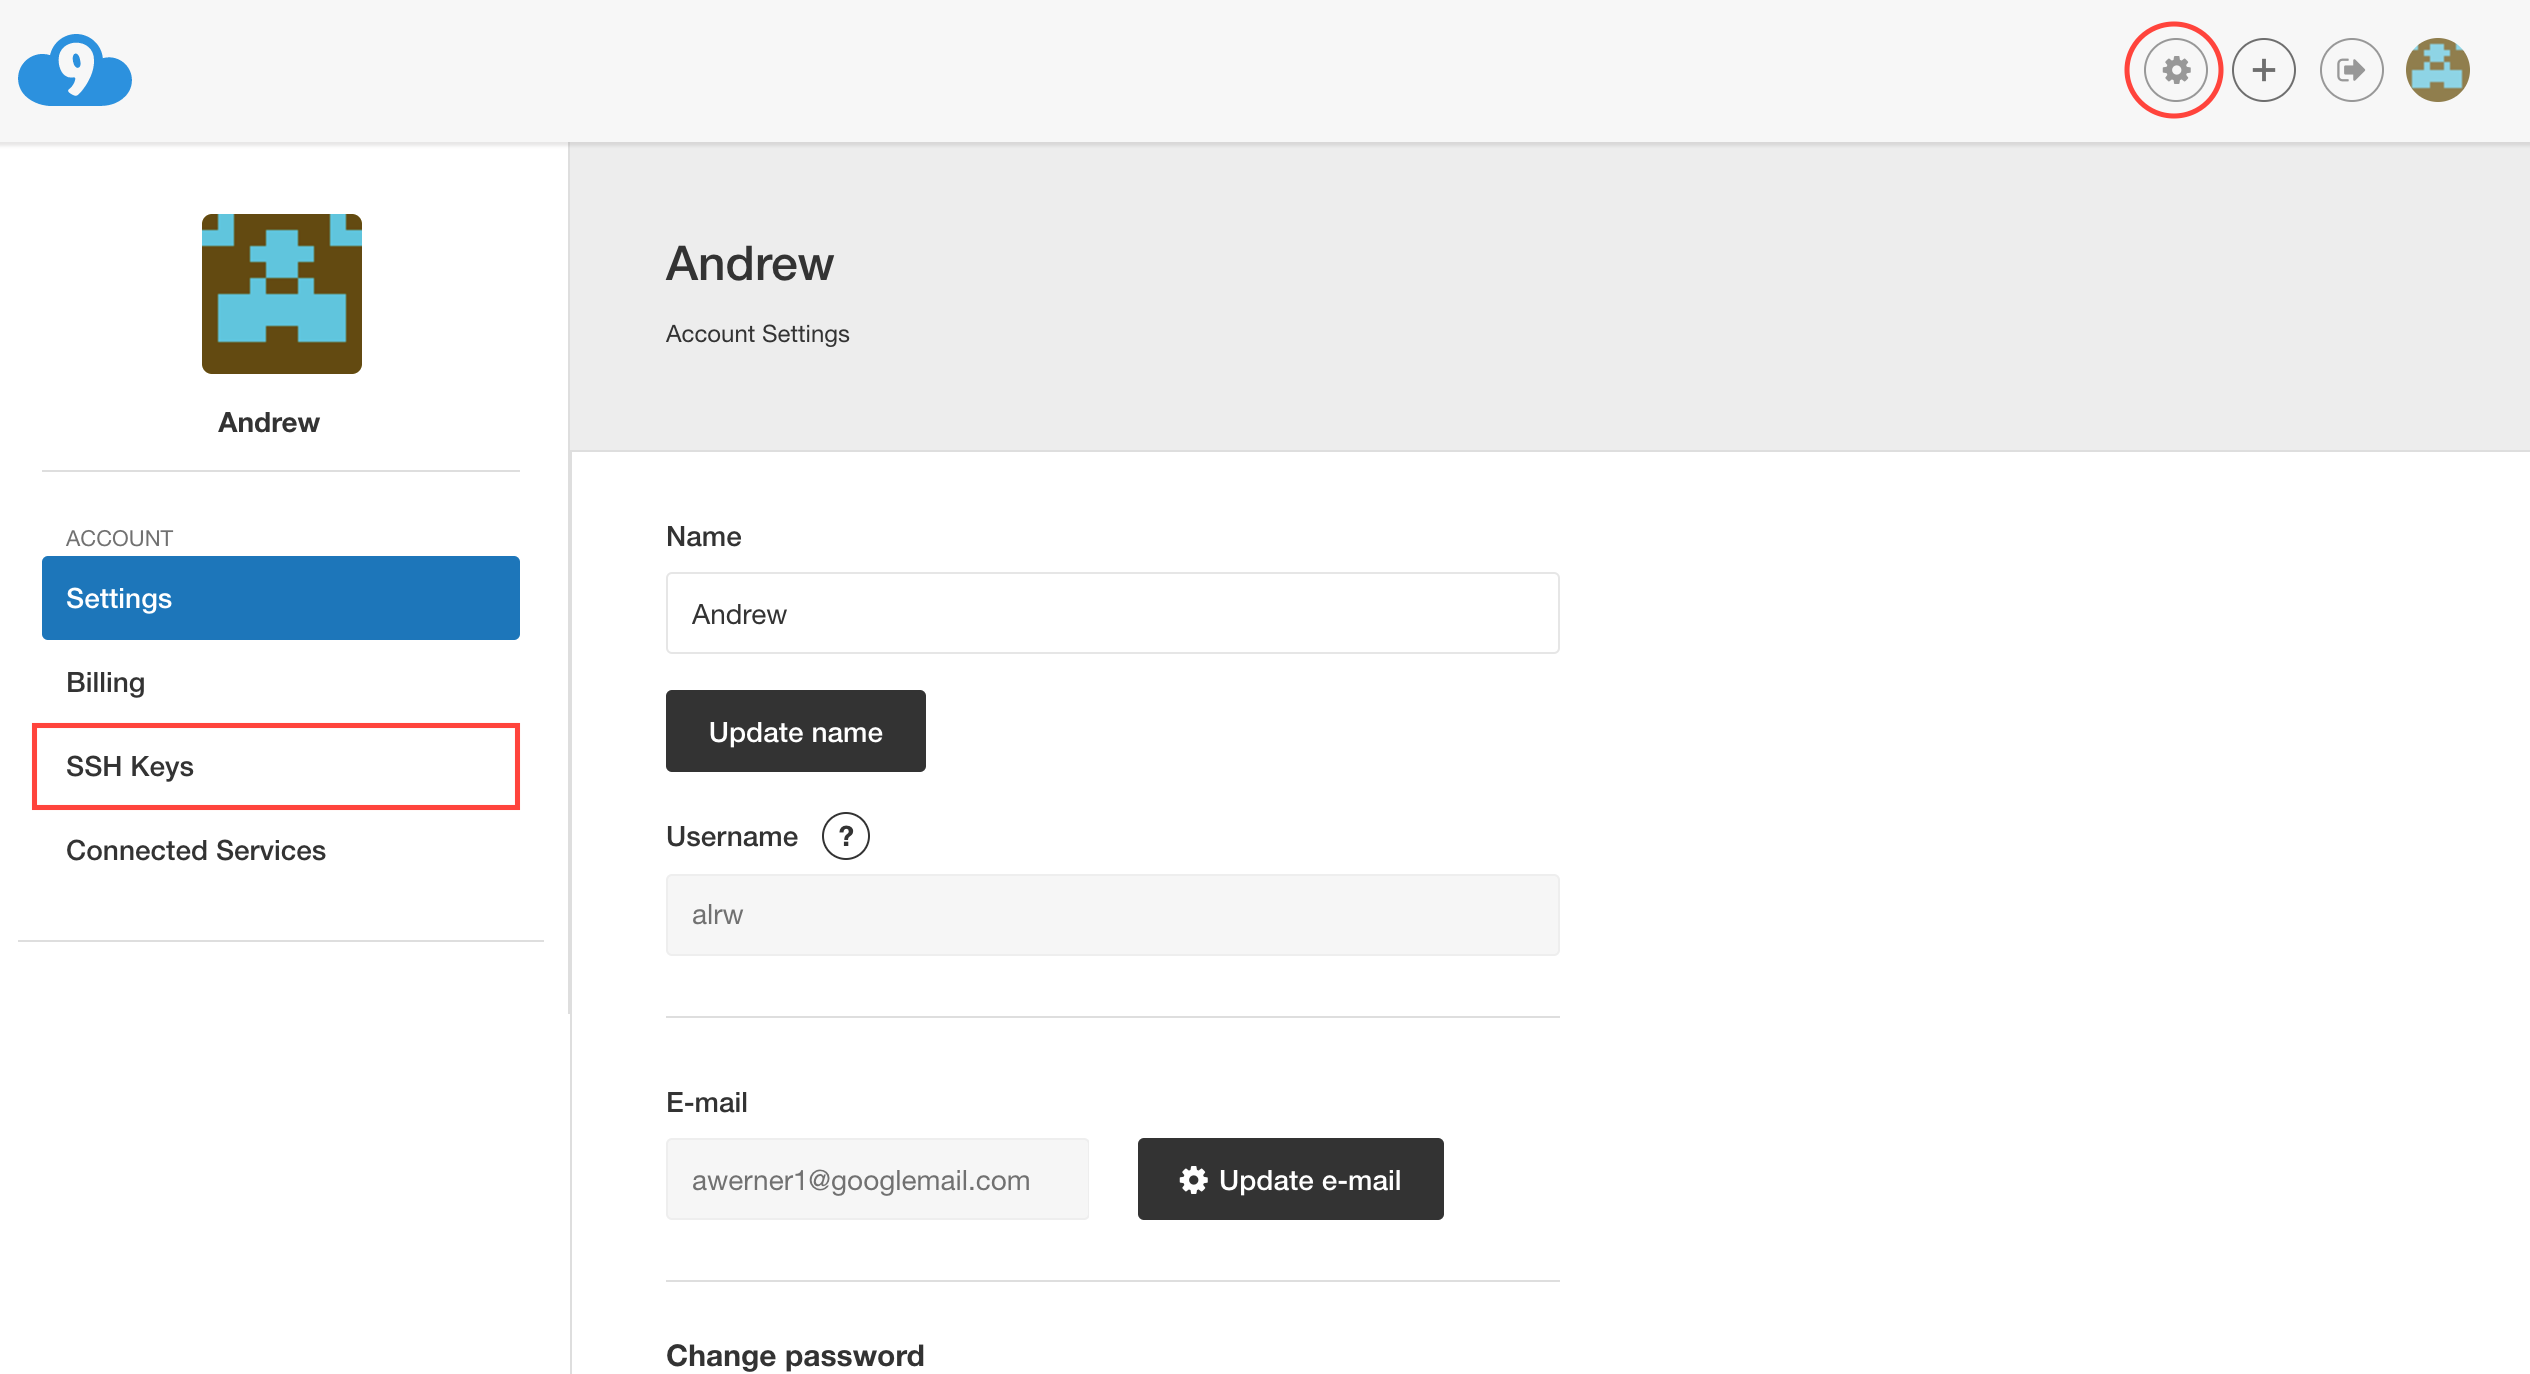 9
Andrew
ACCOUNT
Settings
Billing
SSH Keys
Connected Services
Andrew
Account Settings
Name
Andrew
Update name
Username ?
alrw
E-mail
awerner1@googlemail.com
Update e-mail
Change password